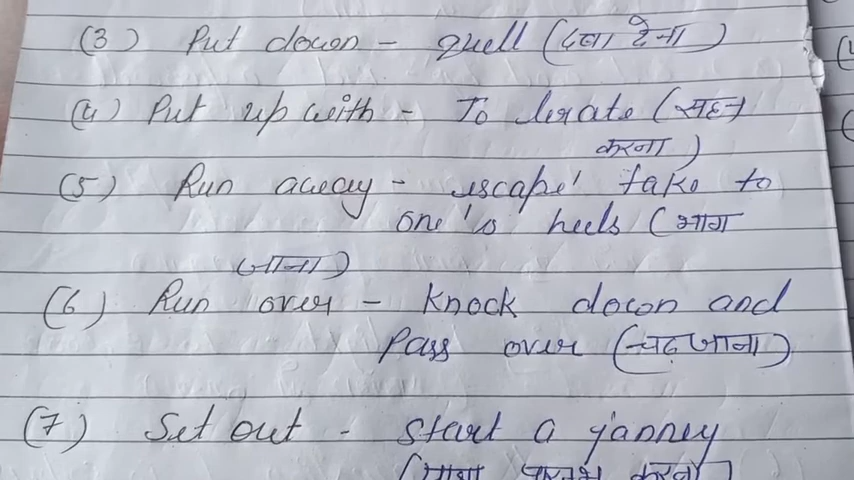 (3) Put down - quell (दबा देना)
(4) Put up with - To lerate (सहन
करना)
(5) Run away - escape' take to
one's heels (भाग
जाना)
(6) Run over - Knock down and
Pass over (चढ़ जाना)
(7) Set out - Start a janney
करना)